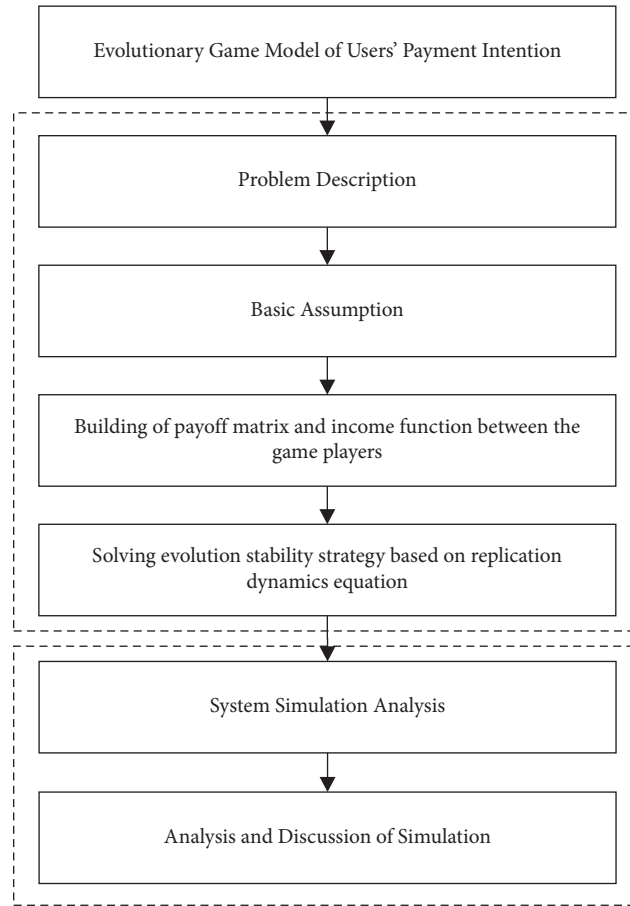 Evolutionary Game Model of Users’ Payment Intention
Problem Description
Basic Assumption
Building of payoff matrix and income function between the
game players
Solving evolution stability strategy based on replication
dynamics equation
System Simulation Analysis
Analysis and Discussion of Simulation